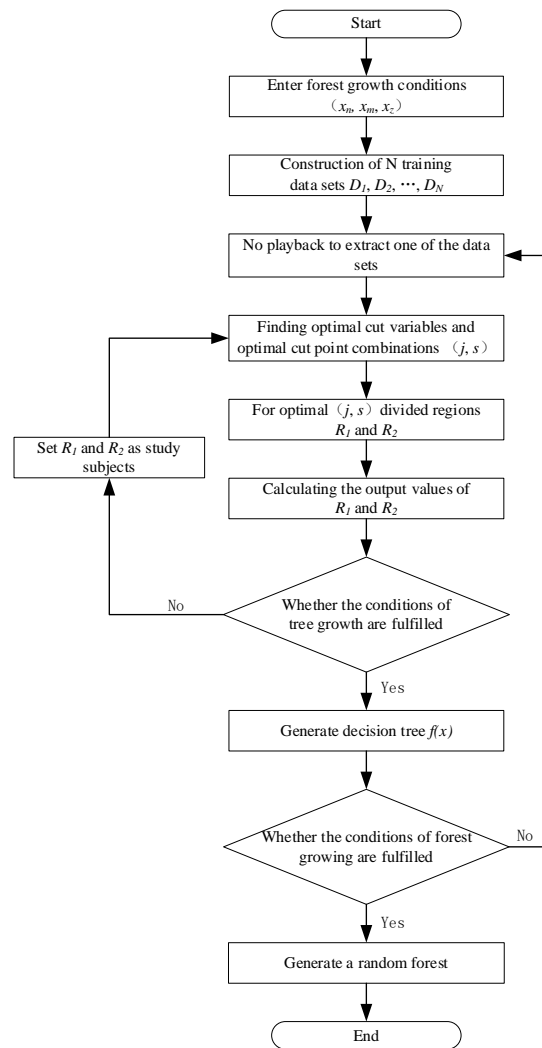 Start
Enter forest growth conditions
（xn, xm, xz）
Construction of N training
data sets D1, D2, …, DN
No playback to extract one of the data
sets
Finding optimal cut variables and
optimal cut point combinations （j, s）
For optimal（j, s）divided regions
R1 and R2
Set R1 and R2 as study
subjects
Calculating the output values of
R1 and R2
No
Whether the conditions of
tree growth are fulfilled
Yes
Generate decision tree f(x)
Whether the conditions of forest
growing are fulfilled
No
Yes
Generate a random forest
End